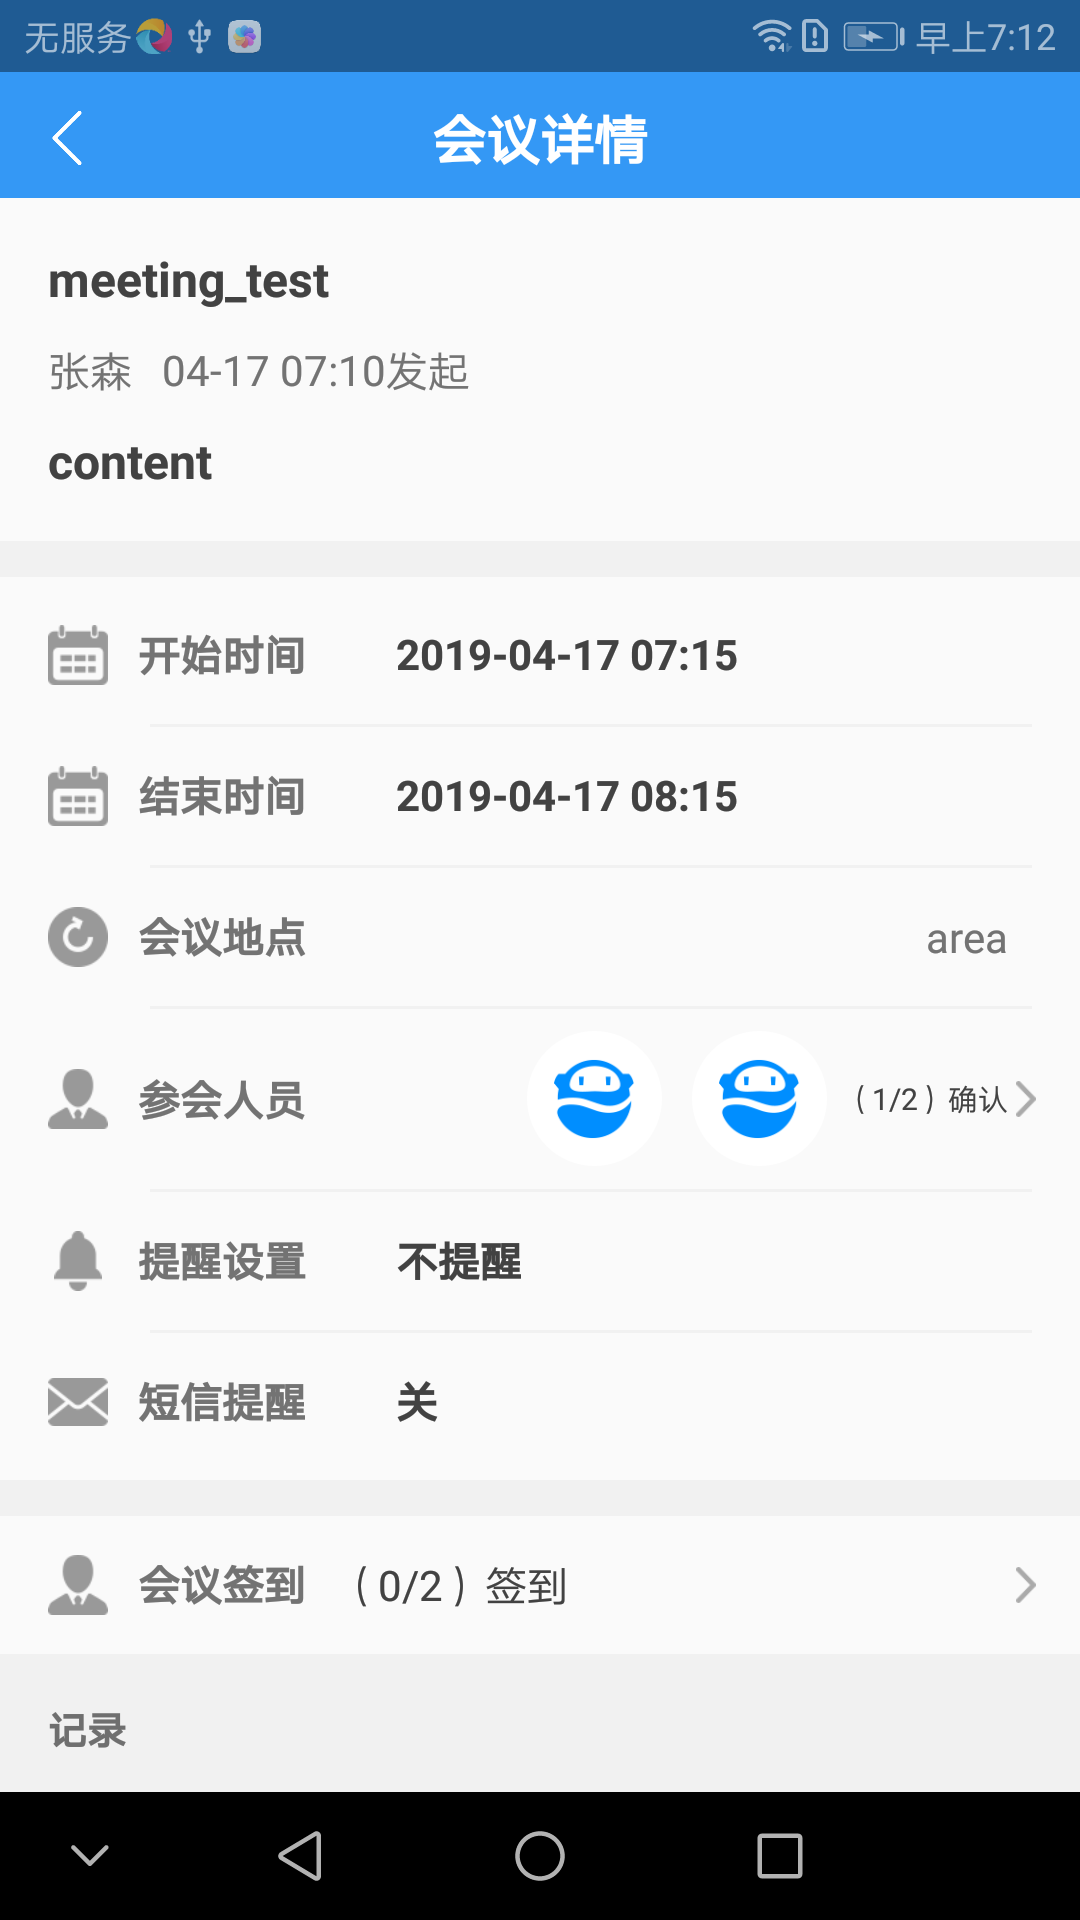 无服务 早上7:12
会议详情
meeting_test
张森 04-17 07:10发起
content
开始时间 2019-04-17 07:15
结束时间 2019-04-17 08:15
会议地点 area
参会人员 （1/2）确认
提醒设置 不提醒
短信提醒 关
会议签到 （0/2）签到
记录